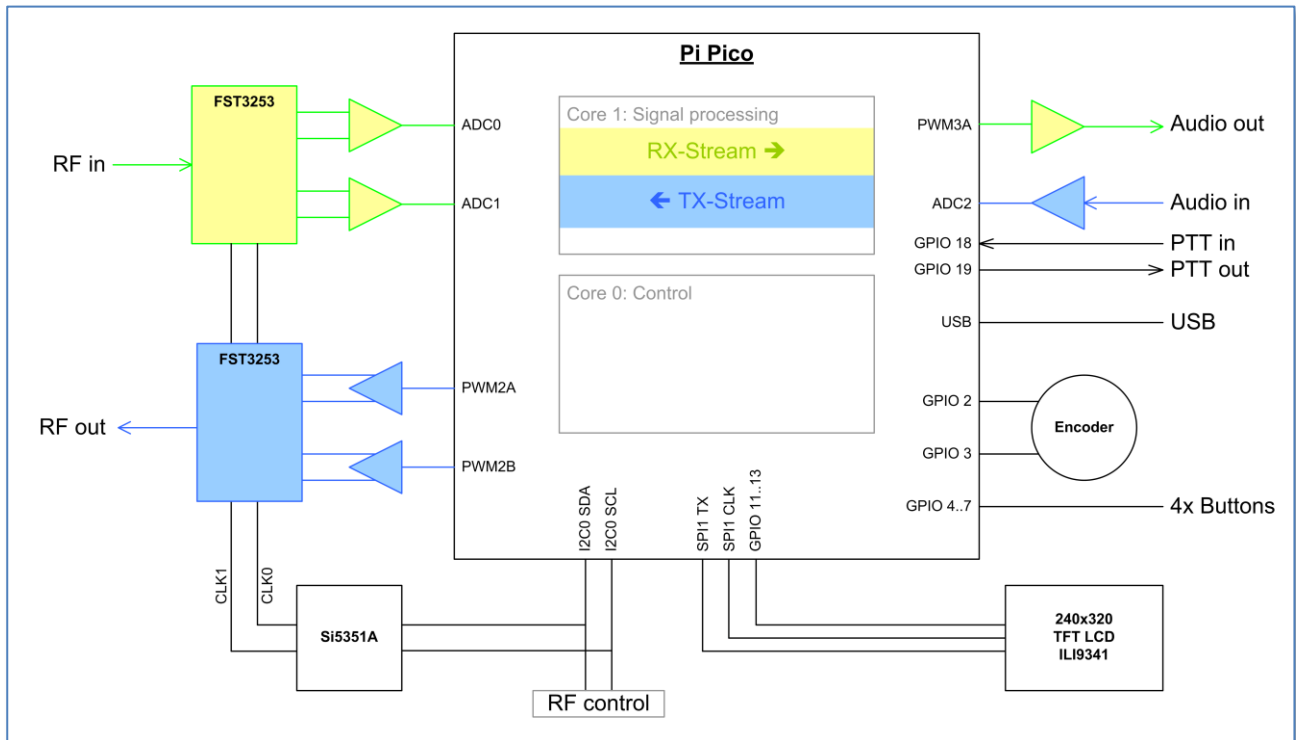 Pi Pico
FST3253
RF in
ADC0
ADC1
Core 1: Signal processing
RX-Stream →
← TX-Stream
PWM3A
Audio out
ADC2
Audio in
GPIO 18
PTT in
GPIO 19
PTT out
Core 0: Control
USB
USB
FST3253
RF out
PWM2A
PWM2B
GPIO 2
GPIO 3
Encoder
GPIO 4..7
4x Buttons
I2C0 SDA
I2C0 SCL
SPI1 TX
SPI1 CLK
GPIO 11..13
CLK1
CLK0
Si5351A
RF control
240x320
TFT LCD
ILI9341